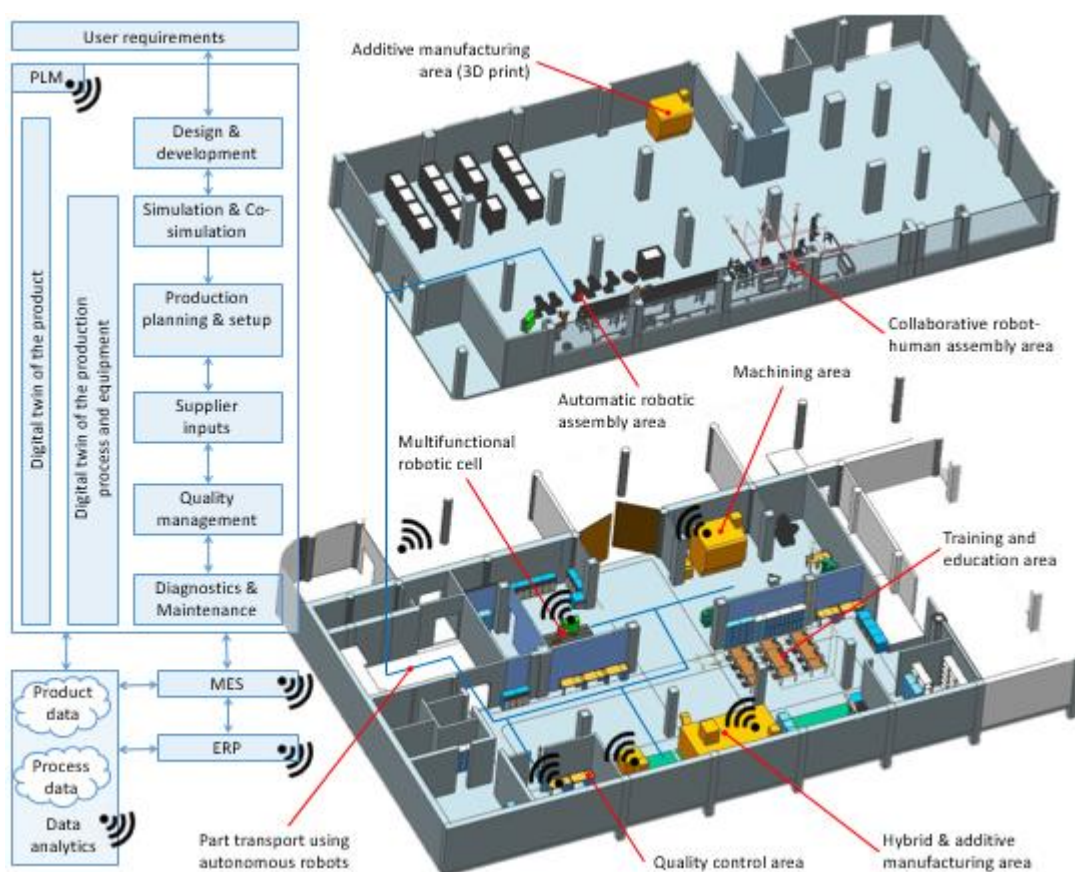 User requirements
PLM
Digital twin of the product
Digital twin of the production
process and equipment
Design &
development
Simulation & Co-
simulation
Production
planning & setup
Supplier
inputs
Quality
management
Diagnostics &
Maintenance
Product
data
Process
data
Data
analytics
MES
ERP
Additive manufacturing
area (3D print)
Collaborative robot-
human assembly area
Automatic robotic
assembly area
Machining area
Multifunctional
robotic cell
Training and
education area
Part transport using
autonomous robots
Quality control area
Hybrid & additive
manufacturing area